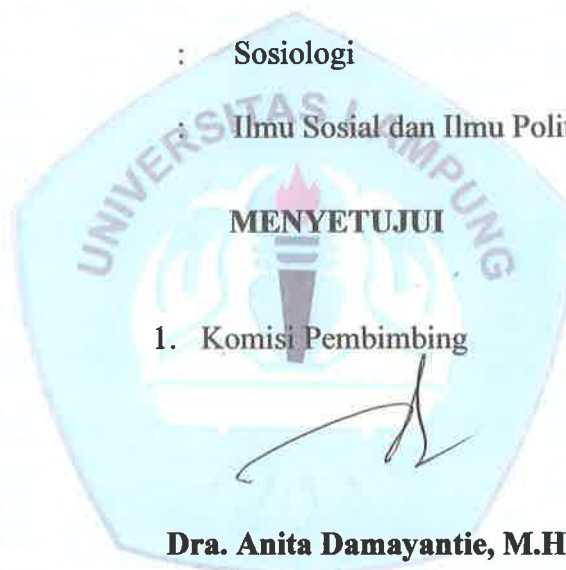 : Sosiologi
: Ilmu Sosial dan Ilmu Polit
UNIVERSITAS LAMPUNG
MENYETUJUI
1. Komisi Pembimbing
Dra. Anita Damayantie, M.H